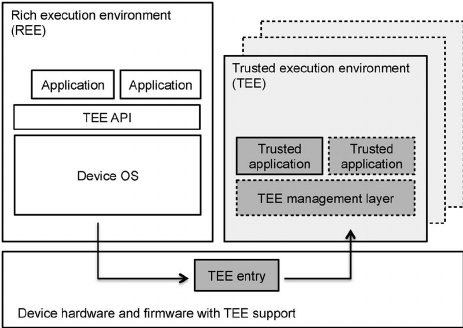 Rich execution environment
(REE)
Application
Application
TEE API
Device OS
Trusted execution environment
(TEE)
Trusted
application
Trusted
application
TEE management layer
TEE entry
Device hardware and firmware with TEE support